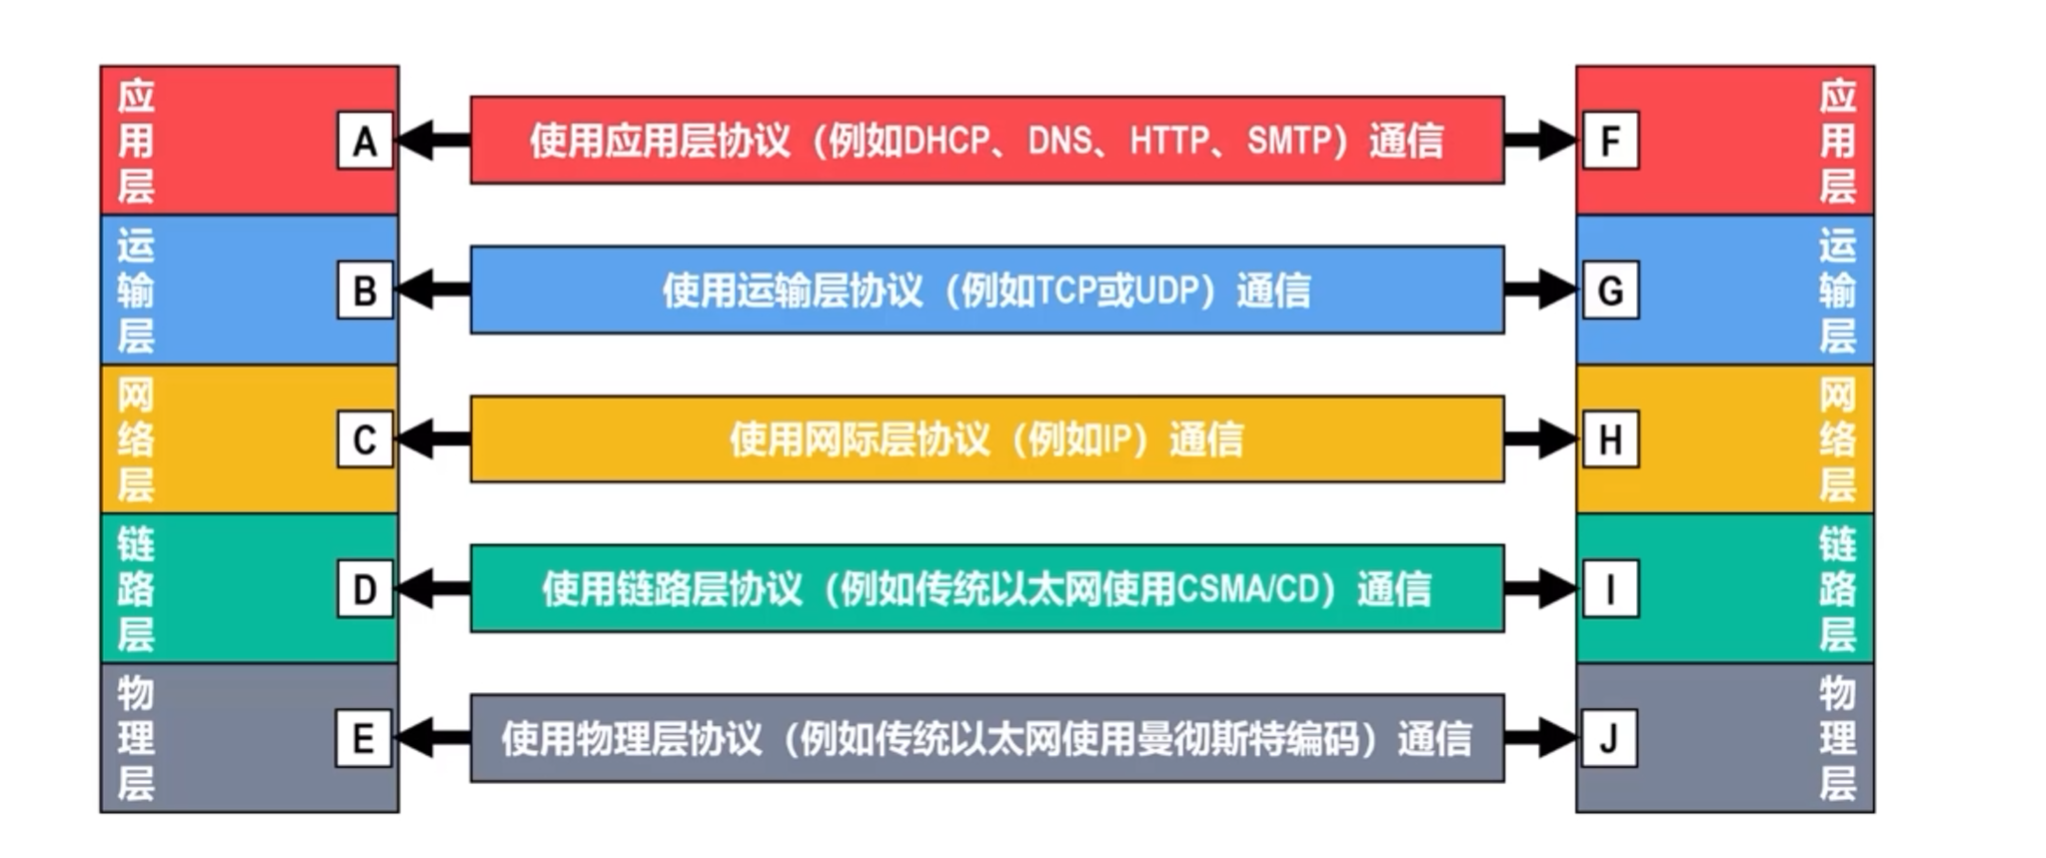 应用层
A
使用应用层协议（例如DHCP、DNS、HTTP、SMTP）通信
F
应用层
运输层
B
使用运输层协议（例如TCP或UDP）通信
G
运输层
网络层
C
使用网际层协议（例如IP）通信
H
网络层
链路层
D
使用链路层协议（例如传统以太网使用CSMA/CD）通信
I
链路层
物理层
E
使用物理层协议（例如传统以太网使用曼彻斯特编码）通信
J
物理层